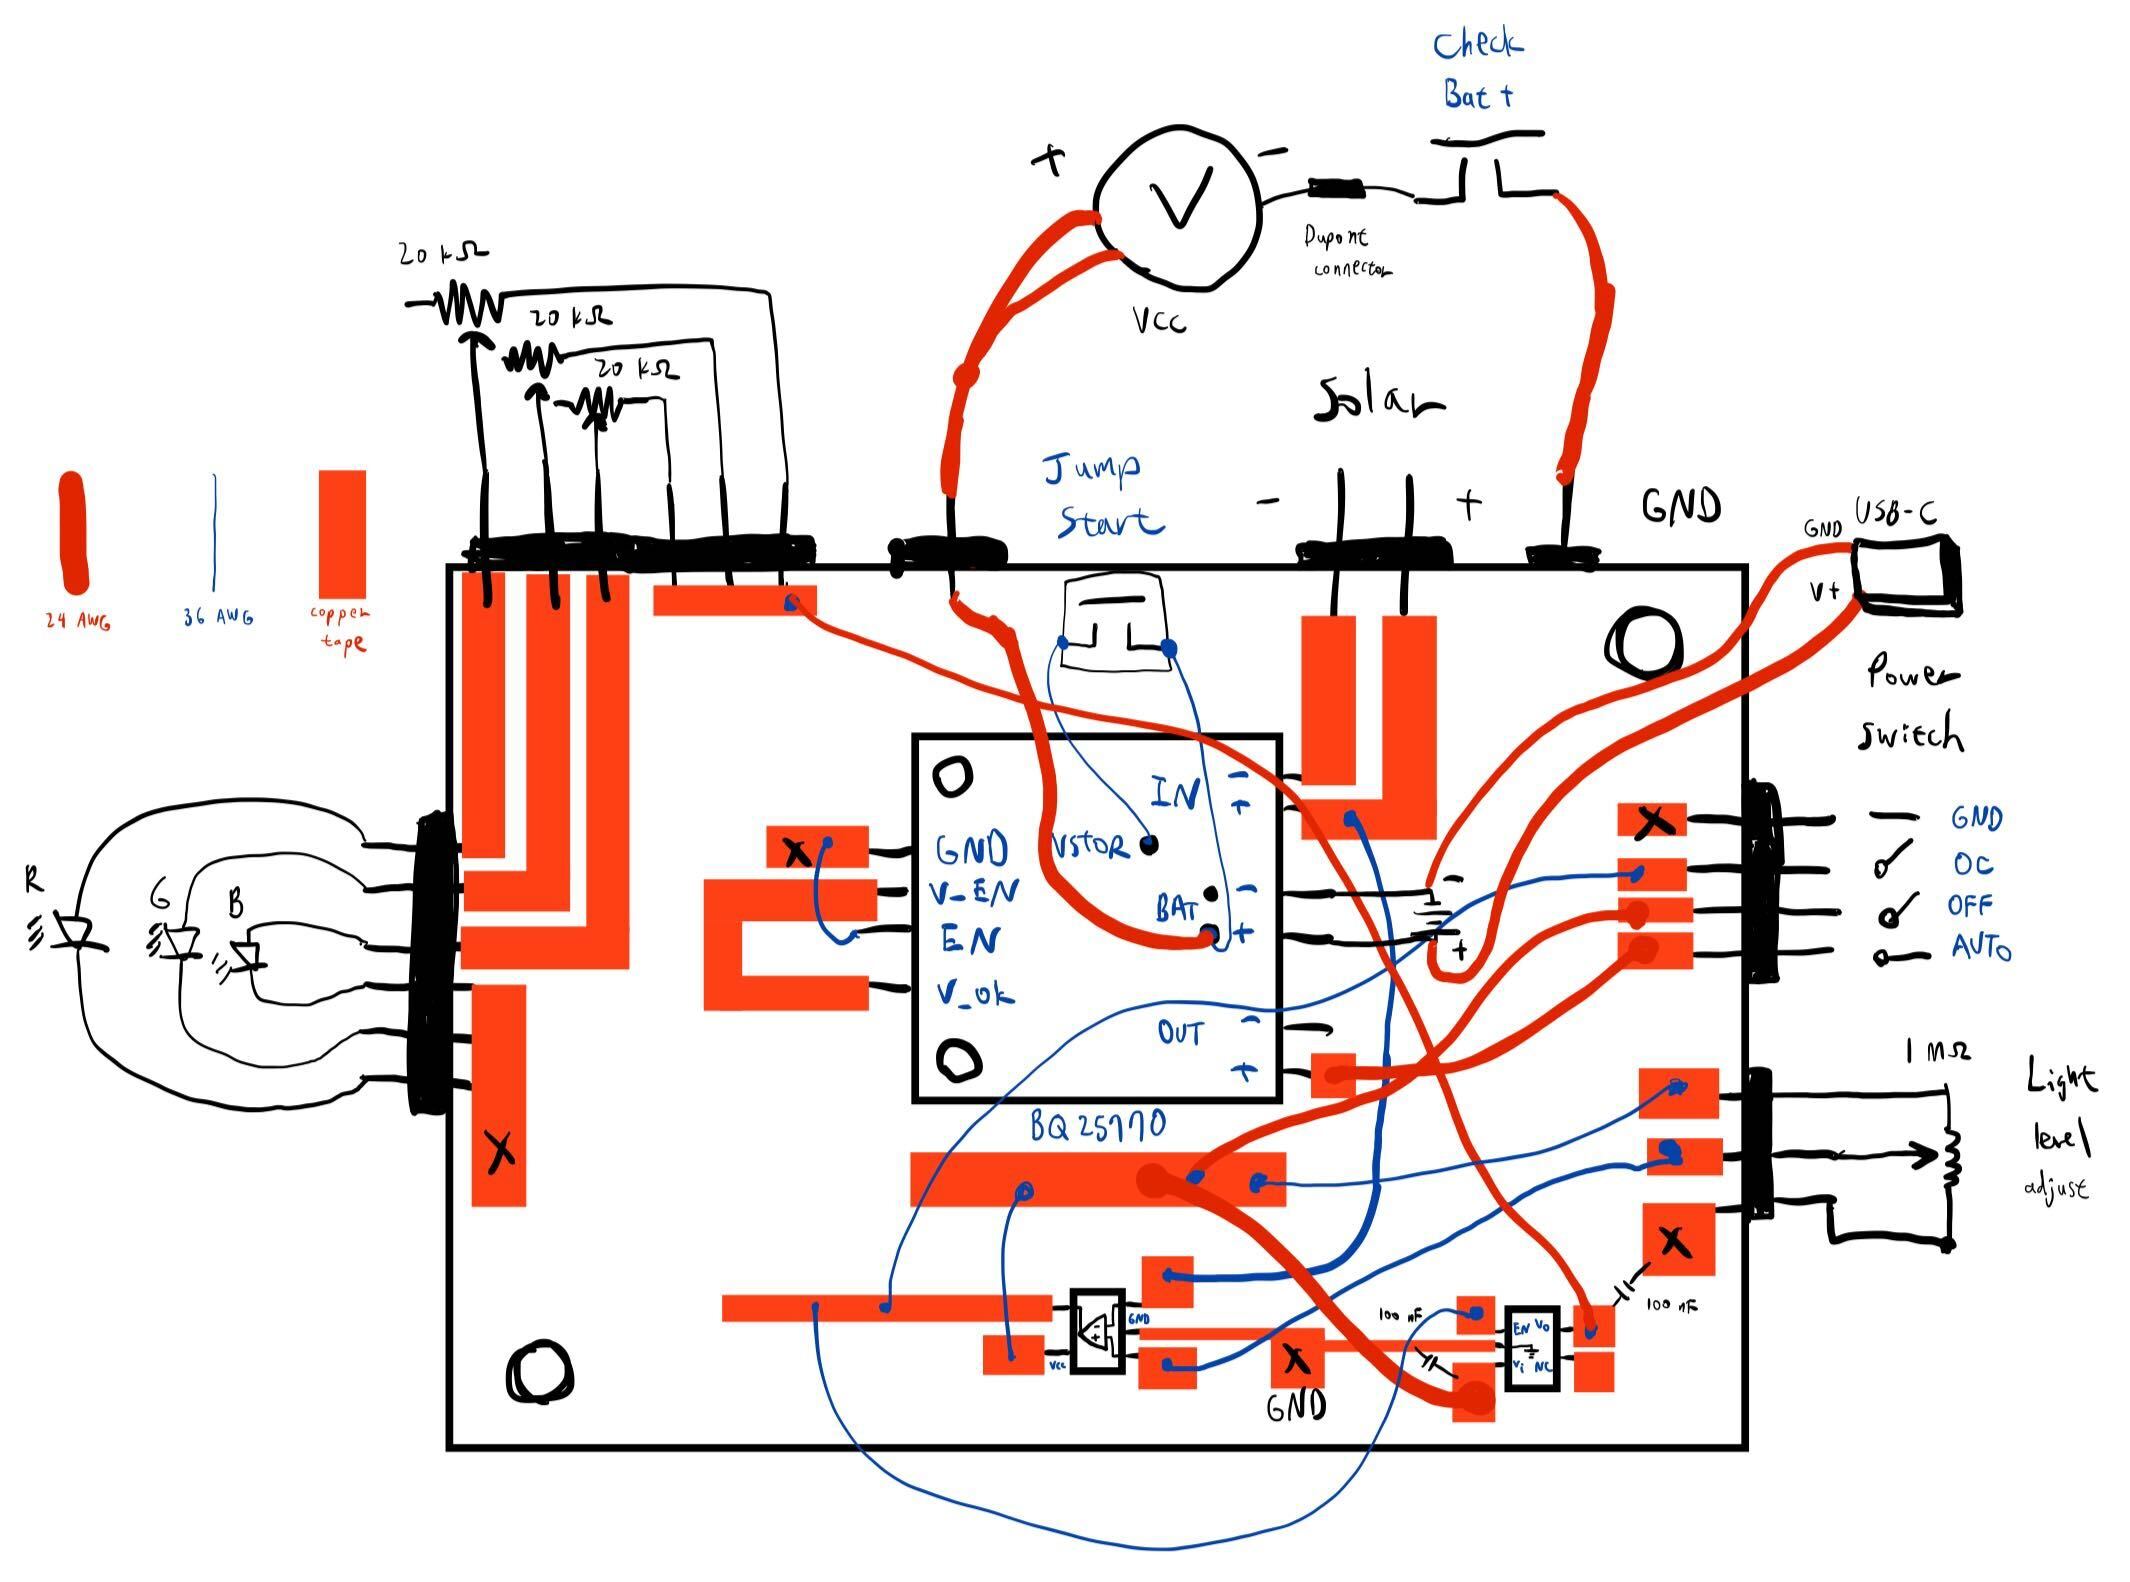 Check
Bat +
+
-
V
Dupont
connector
VCC
20 kΩ
20 kΩ
20 kΩ
Solar
Jump
Start
-
+
GND
GND
USB-C
V+
24 AWG
36 AWG
copper
tape
Power
switch
IN
-
+
GND
VSTOR
V_EN
BAT
-
+
EN
V_OK
OUT
-
+
-
+
BQ25770
X
X
GND
OC
OFF
AUTO
R
G
B
X
1 MΩ
Light
level
adjust
X
100 nF
100 nF
GND
VCC
-
+
EN
Vo
Vi
NC
X
GND